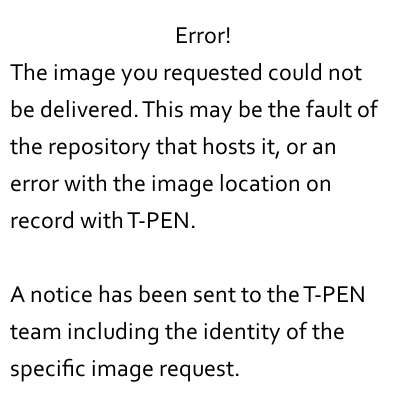 Error!
The image you requested could not
be delivered. This may be the fault of
the repository that hosts it, or an
error with the image location on
record with T-PEN.

A notice has been sent to the T-PEN
team including the identity of the
specific image request.